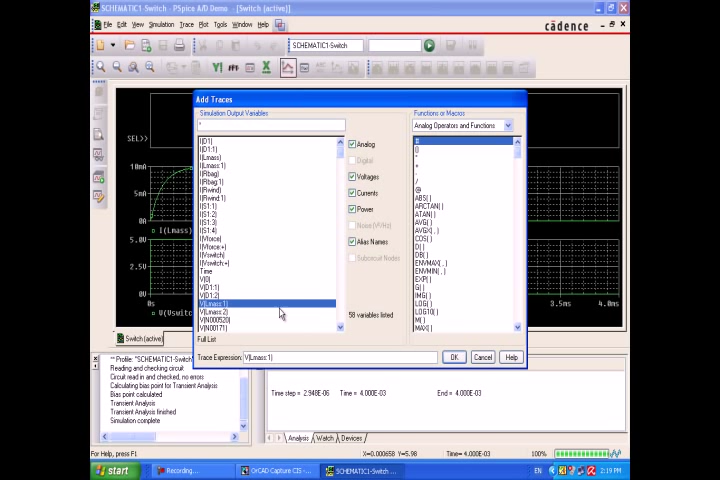 SCHEMATIC1-Switch - PSpice A/D Demo - [Switch (active)]
File Edit View Simulation Trace Plot Tools Window Help
cādence
SCHEMATIC1-Switch
Add Traces
Simulation Output Variables
*
Functions or Macros
Analog Operators and Functions
I(D1)
I(D1:1)
I(Lmass)
I(Lmass:1)
I(Rbag)
I(Rbag:1)
I(Rwind)
I(Rwind:1)
I(S1:1)
I(S1:2)
I(S1:3)
I(S1:4)
I(Vforce)
I(Vforce:+)
I(Vswitch)
I(Vswitch:+)
Time
V(0)
V(D1:1)
V(D1:2)
V(Lmass:1)
V(Lmass:2)
V(N000520)
V(N00171)
Analog
Digital
Voltages
Currents
Power
Noise (V²/Hz)
Alias Names
Subcircuit Nodes
58 variables listed
#
()
*
+
-
/
@
ABS( )
ARCTAN( )
ATAN( )
AVG( )
AVGX( , )
COS( )
D( )
DB( )
ENVMAX( , )
ENVMIN( , )
EXP( )
G( )
IMG( )
LOG( )
LOG10( )
M( )
MAX( )
Full List
Trace Expression: V(Lmass:1)
OK Cancel Help
SEL>>
10mA
5mA
0A
I(Lmass)
5.0V
2.5V
0V
0s
3.5ms 4.0ms
Switch (active)
** Profile: "SCHEMATIC1-Switch"
Reading and checking circuit
Circuit read in and checked, no errors
Calculating bias point for Transient Analysis
Bias point calculated
Transient Analysis
Transient Analysis finished
Simulation complete
Time step = 2.948E-06 Time = 4.000E-03 End = 4.000E-03
Analysis Watch Devices
For Help, press F1
X=0.000658 Y=5.98 Time= 4.000E-03 100%
start
Recording...
OrCAD Capture CIS -...
SCHEMATIC1-Switch ...
EN
2:19 PM